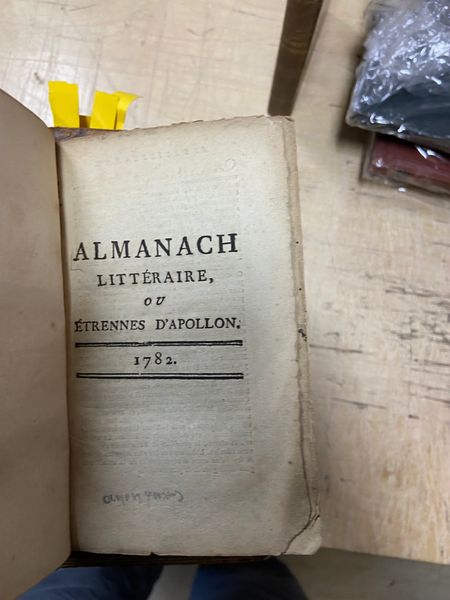 ALMANACH
LITTÉRAIRE,
OU
ÉTRENNES D'APOLLON.
1782.